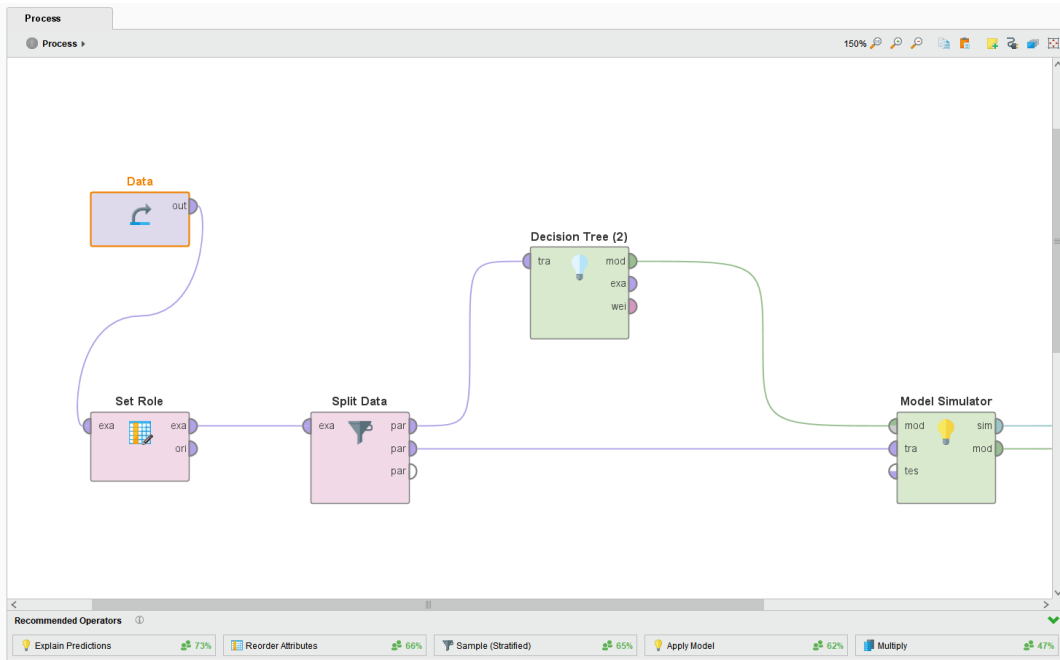 Process
Process
150%
Data
out
Decision Tree (2)
tra
mod
exa
wei
Set Role
exa
exa
ori
Split Data
exa
par
par
par
Model Simulator
mod
sim
tra
mod
tes
Recommended Operators
Explain Predictions 73%
Reorder Attributes 66%
Sample (Stratified) 65%
Apply Model 62%
Multiply 47%